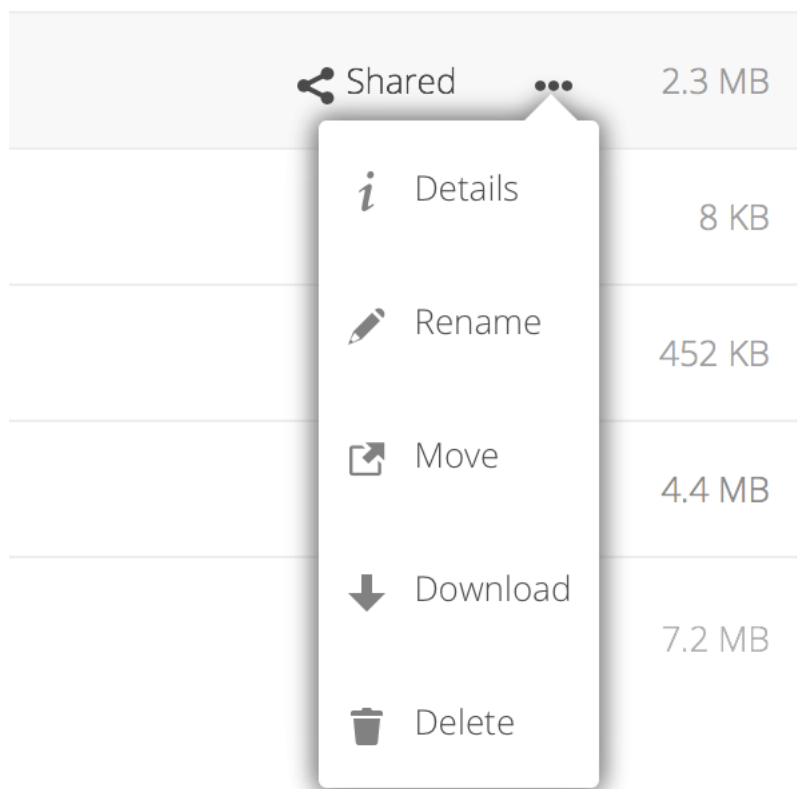 Shared ••• 2.3 MB
Details
8 KB
Rename
452 KB
Move
4.4 MB
Download
7.2 MB
Delete